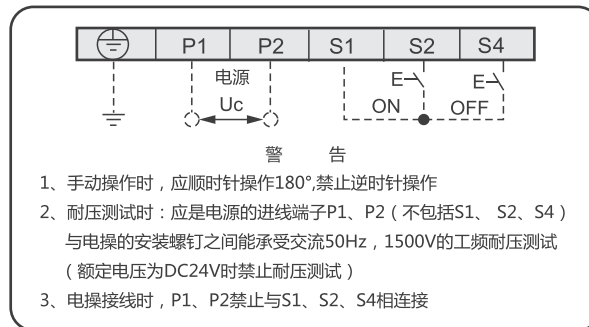 P1 P2 S1 S2 S4
电源
Uc
E E
ON OFF
警 告
1、手动操作时，应顺时针操作180°,禁止逆时针操作
2、耐压测试时：应是电源的进线端子P1、P2（不包括S1、 S2、S4）
与电操的安装螺钉之间能承受交流50Hz，1500V的工频耐压测试
（额定电压为DC24V时禁止耐压测试）
3、电操接线时，P1、P2禁止与S1、S2、S4相连接